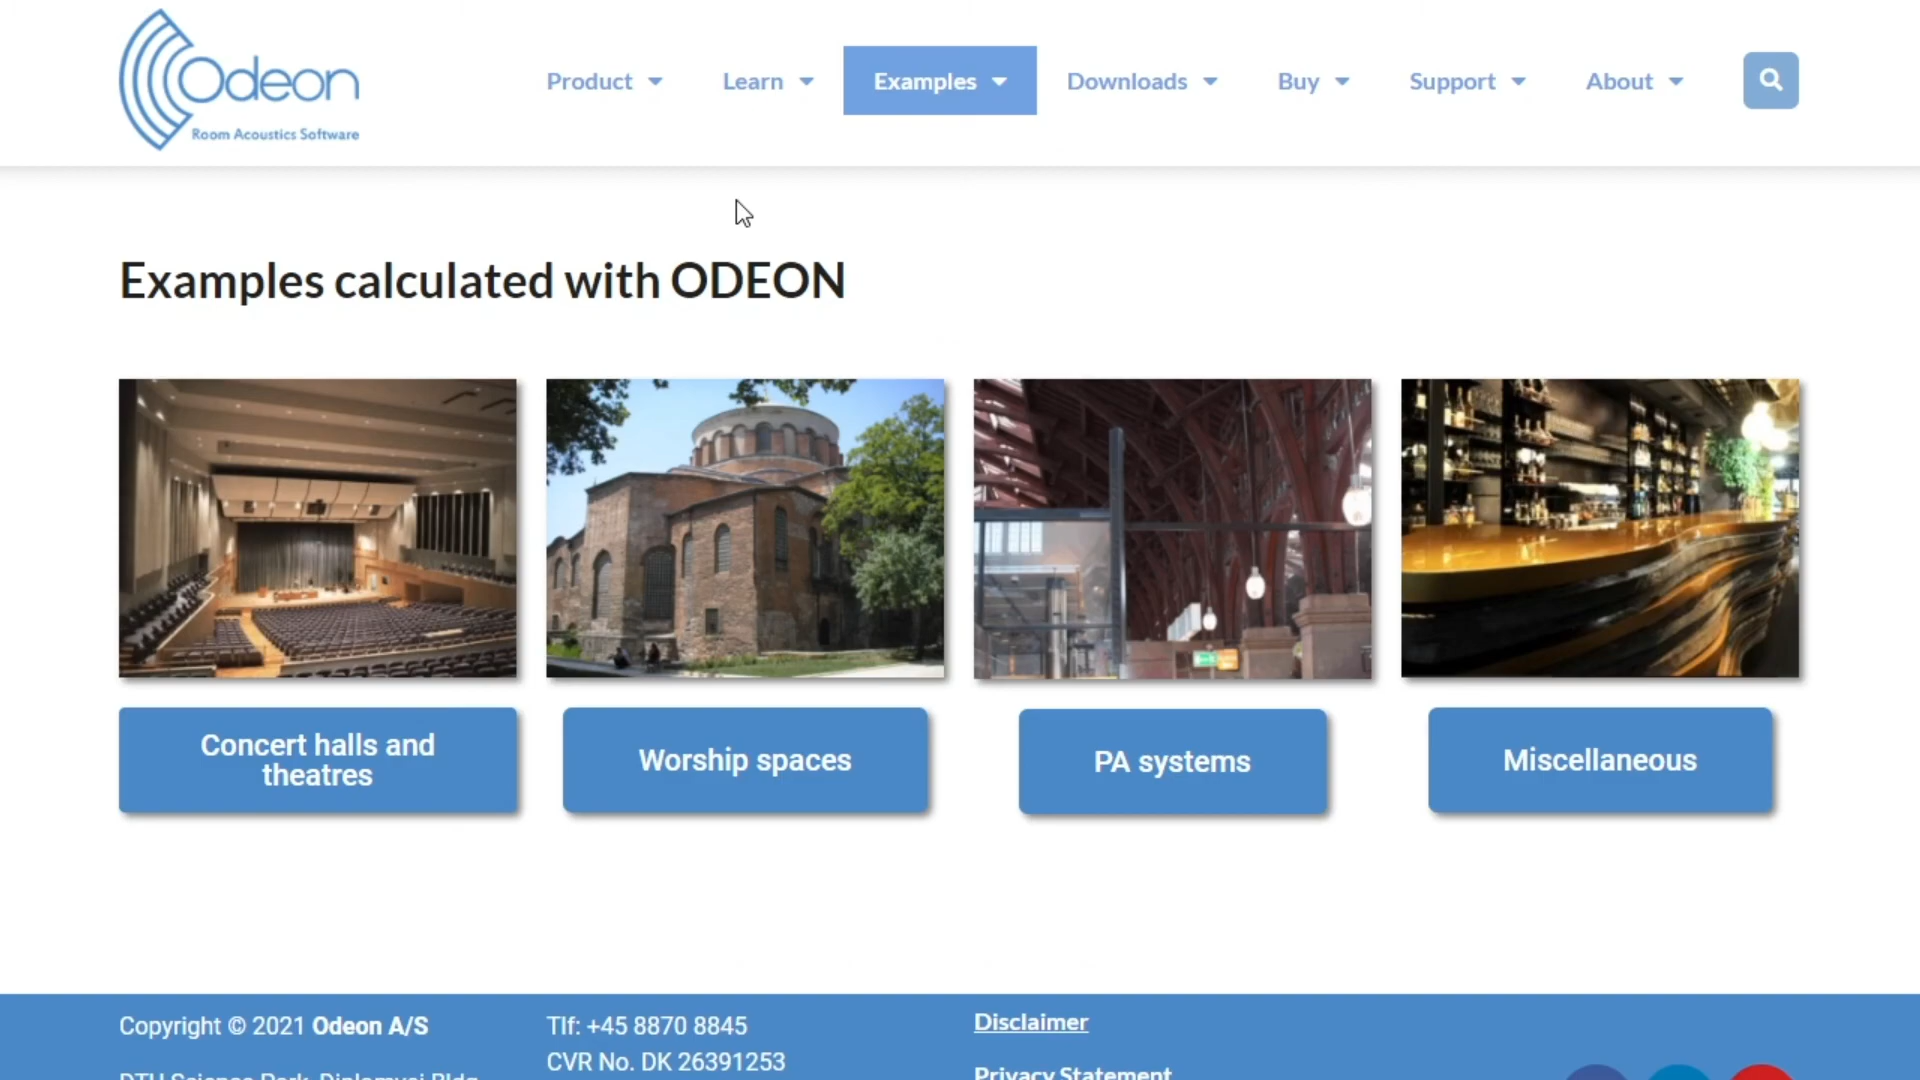 Odeon
Room Acoustics Software
Product
Learn
Examples
Downloads
Buy
Support
About
Examples calculated with ODEON
Concert halls and
theatres
Worship spaces
PA systems
Miscellaneous
Copyright © 2021 Odeon A/S
Tlf: +45 8870 8845
CVR No. DK 26391253
Disclaimer
Privacy Statement